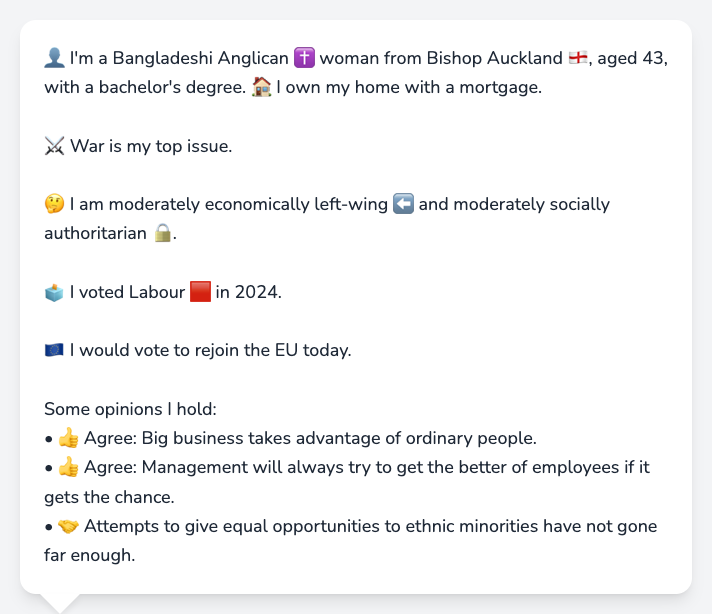 👤 I'm a Bangladeshi Anglican ✝️ woman from Bishop Auckland 🏴󠁧󠁢󠁥󠁮󠁧󠁿, aged 43,
with a bachelor's degree. 🏠 I own my home with a mortgage.
⚔️ War is my top issue.
🤔 I am moderately economically left-wing ⬅️ and moderately socially
authoritarian 🔒.
🗳️ I voted Labour 🟥 in 2024.
🇪🇺 I would vote to rejoin the EU today.
Some opinions I hold:
• 👍 Agree: Big business takes advantage of ordinary people.
• 👍 Agree: Management will always try to get the better of employees if it
gets the chance.
• 🤝 Attempts to give equal opportunities to ethnic minorities have not gone
far enough.